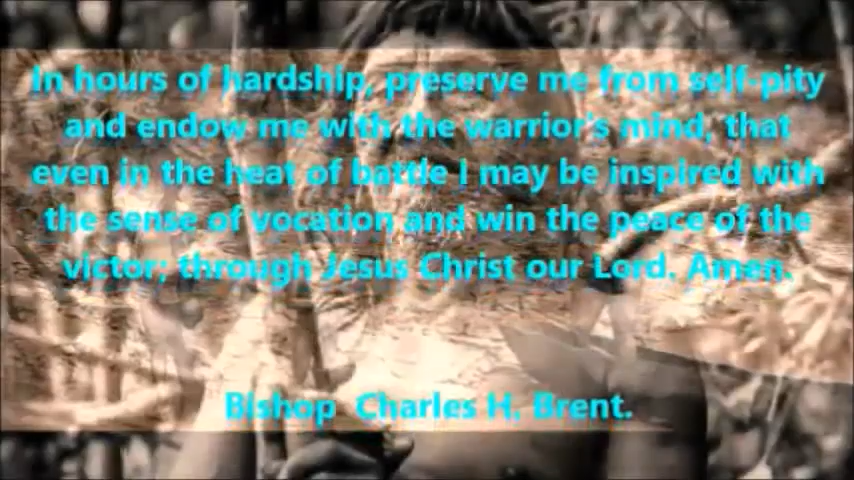 In hours of hardship, preserve me from self-pity
and endow me with the warrior's mind, that
even in the heat of battle I may be inspired with
the sense of vocation and win the peace of the
victor; through Jesus Christ our Lord. Amen.
Bishop Charles H. Brent.